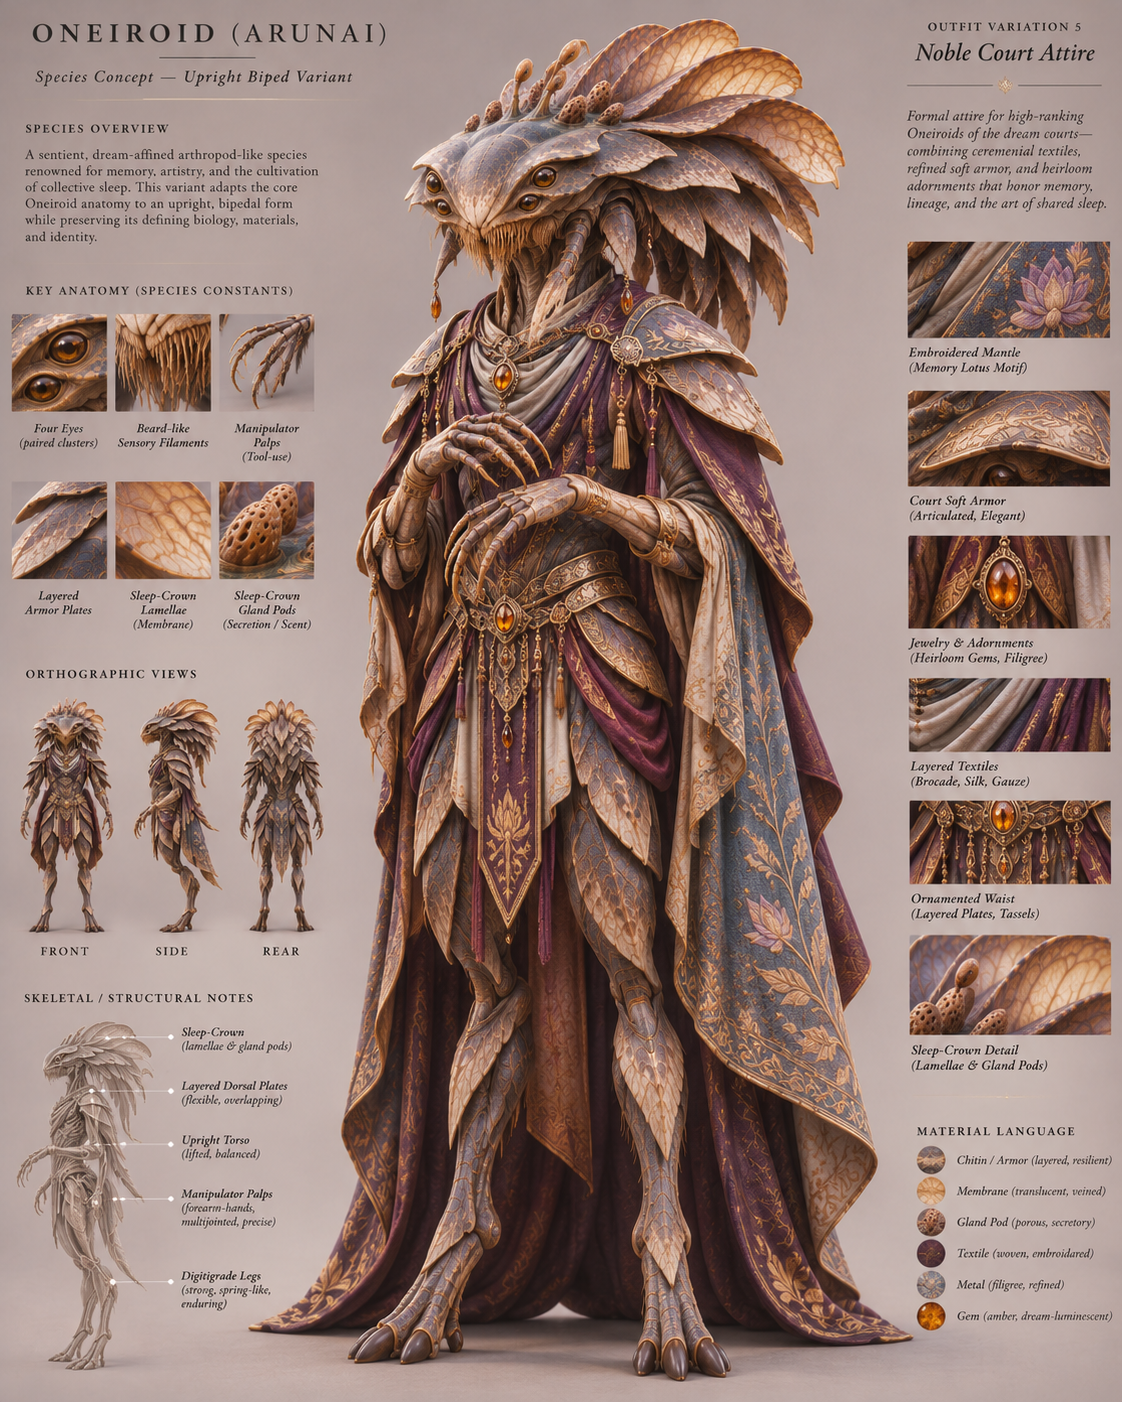 ONEIROID (ARUNAI)
Species Concept — Upright Biped Variant
SPECIES OVERVIEW
A sentient, dream-affined arthropod-like species
renowned for memory, artistry, and the cultivation
of collective sleep. This variant adapts the core
Oneiroid anatomy to an upright, bipedal form
while preserving its defining biology, materials,
and identity.
KEY ANATOMY (SPECIES CONSTANTS)
Four Eyes
(paired clusters)
Beard-like
Sensory Filaments
Manipulator
Palps
(Tool-use)
Layered
Armor Plates
Sleep-Crown
Lamellae
(Membrane)
Sleep-Crown
Gland Pods
(Secretion / Scent)
ORTHOGRAPHIC VIEWS
FRONT
SIDE
REAR
SKELETAL / STRUCTURAL NOTES
Sleep-Crown
(lamellae & gland pods)
Layered Dorsal Plates
(flexible, overlapping)
Upright Torso
(lifted, balanced)
Manipulator Palps
(forearm-hands,
multijointed, precise)
Digitigrade Legs
(strong, spring-like,
enduring)
OUTFIT VARIATION 5
Noble Court Attire
Formal attire for high-ranking
Oneiroids of the dream courts—
combining ceremenial textiles,
refined soft armor, and heirloom
adornments that honor memory,
lineage, and the art of shared sleep.
Embroidered Mantle
(Memory Lotus Motif)
Court Soft Armor
(Articulated, Elegant)
Jewelry & Adornments
(Heirloom Gems, Filigree)
Layered Textiles
(Brocade, Silk, Gauze)
Ornamented Waist
(Layered Plates, Tassels)
Sleep-Crown Detail
(Lamellae & Gland Pods)
MATERIAL LANGUAGE
Chitin / Armor (layered, resilient)
Membrane (translucent, veined)
Gland Pod (porous, secretory)
Textile (woven, embroidared)
Metal (filigree, refined)
Gem (amber, dream-luminescent)